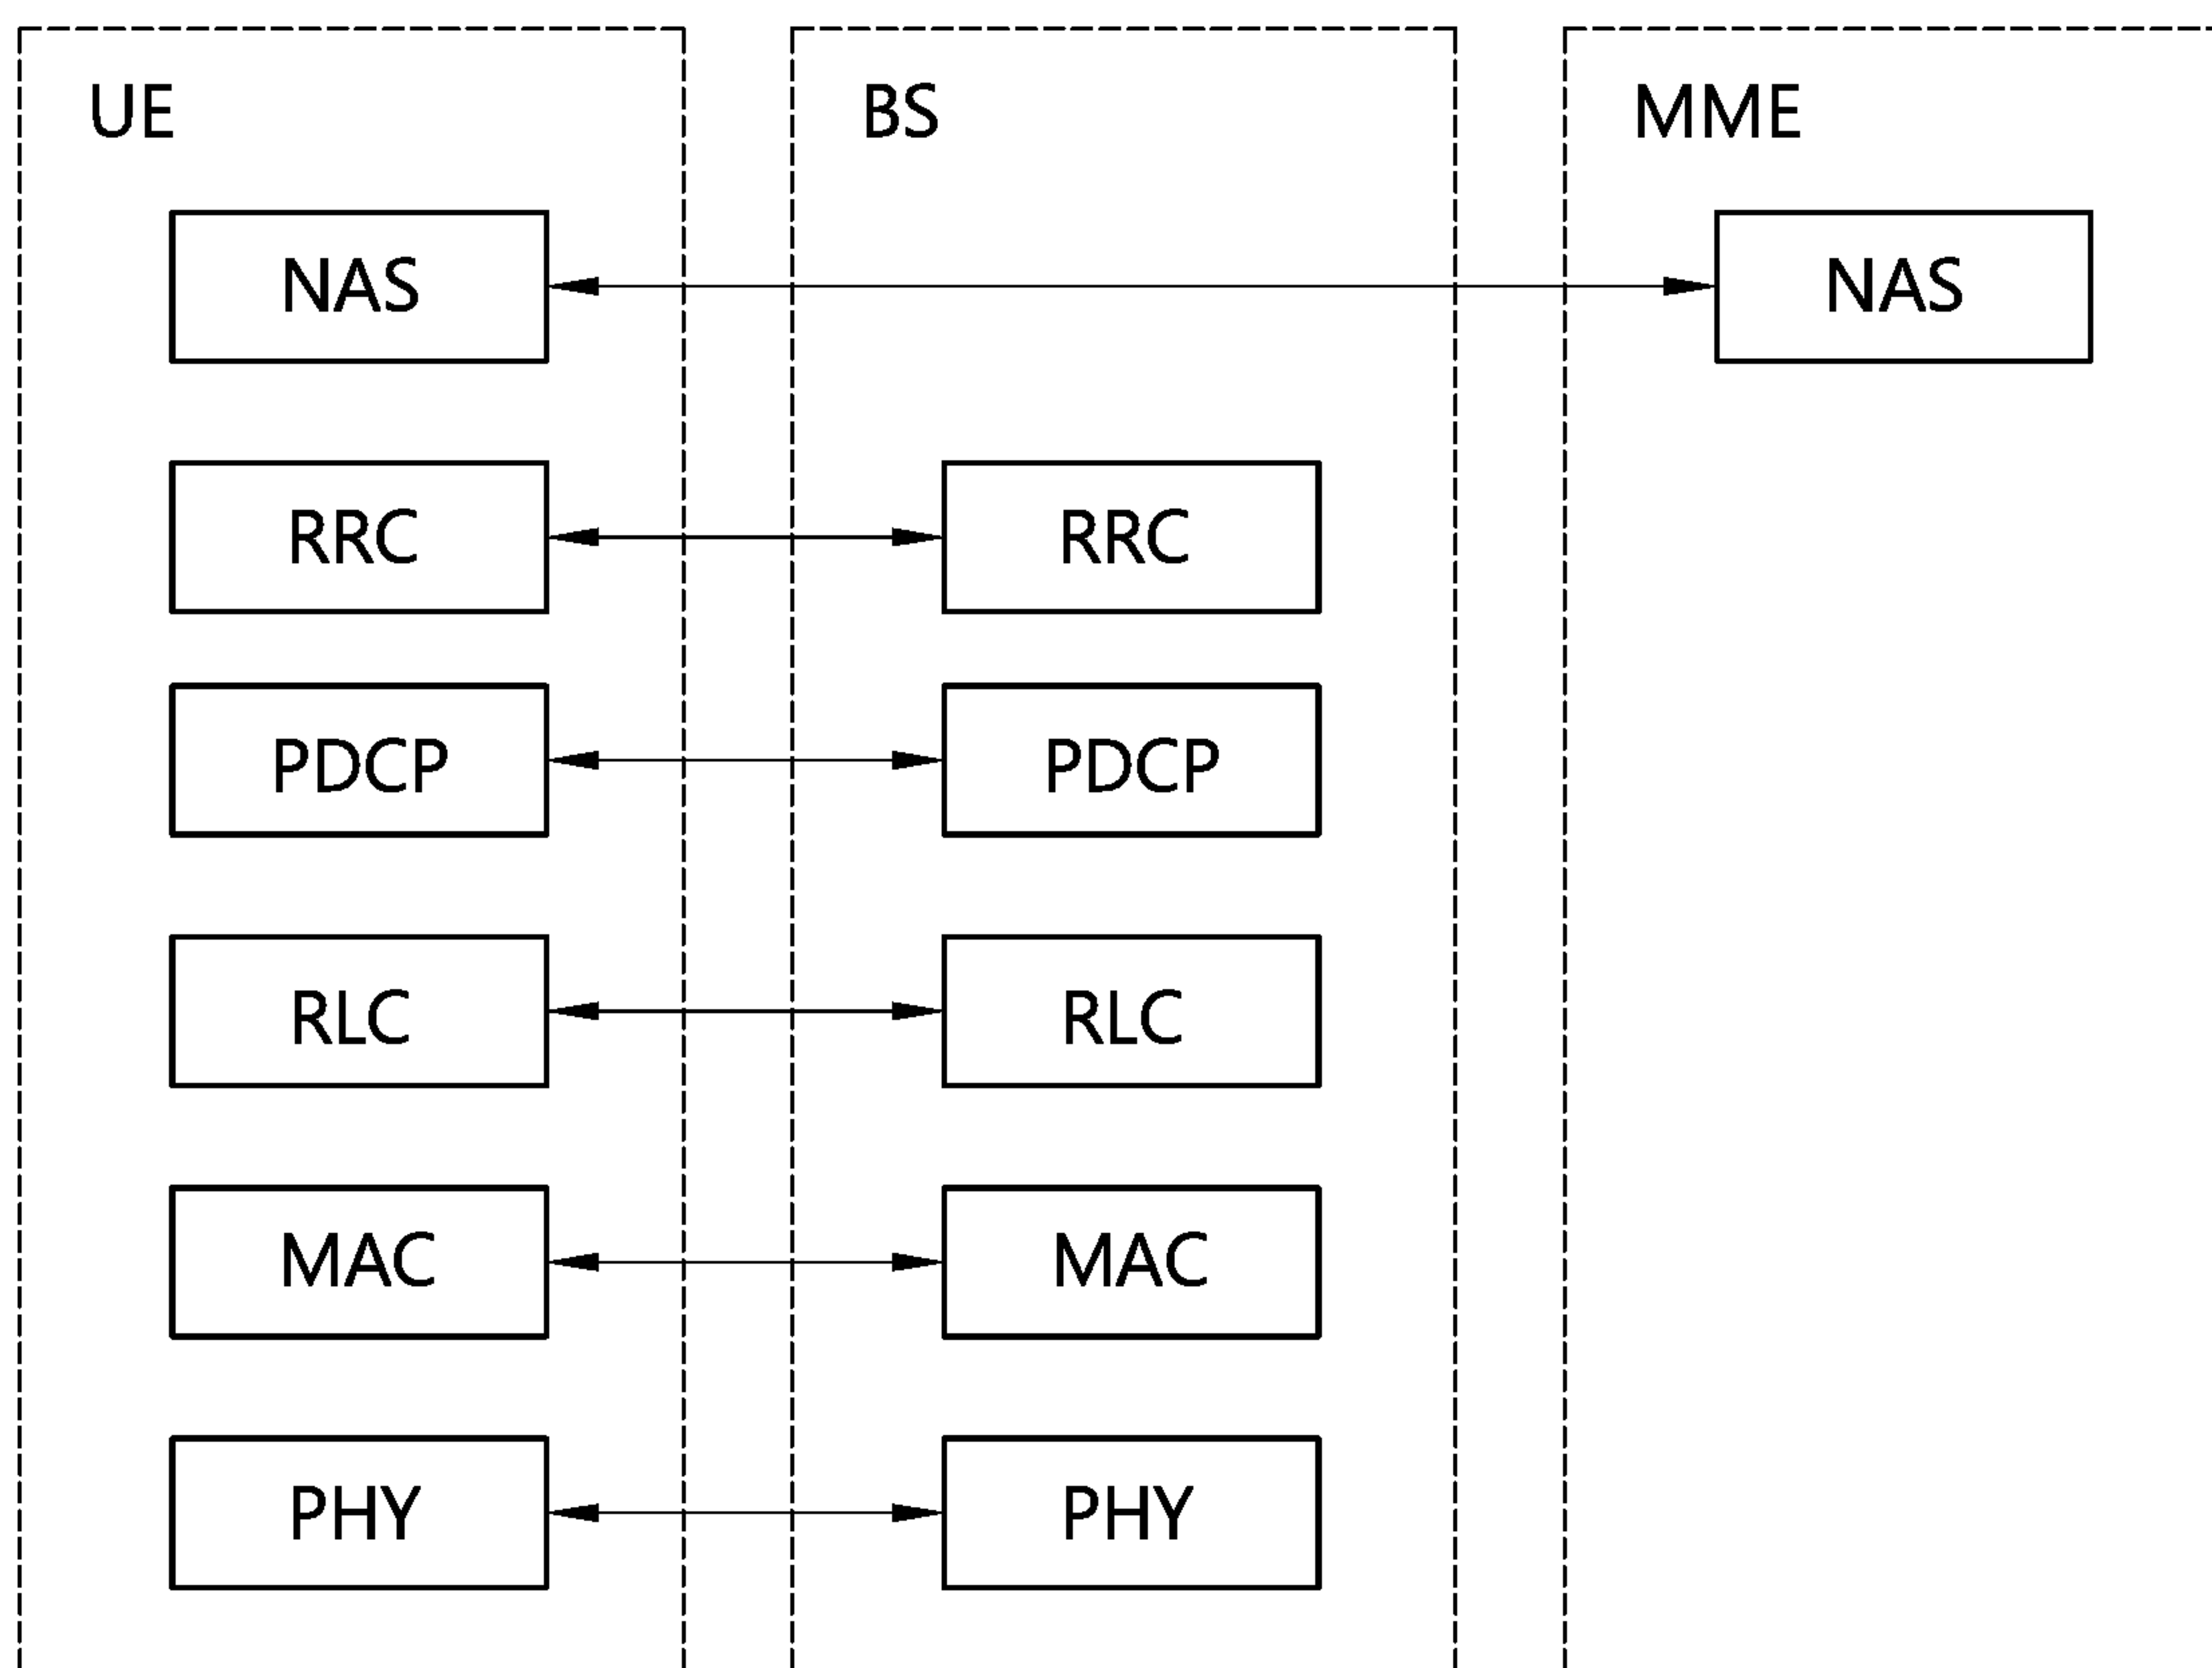 UE BS MME
NAS NAS
RRC RRC
PDCP PDCP
RLC RLC
MAC MAC
PHY PHY